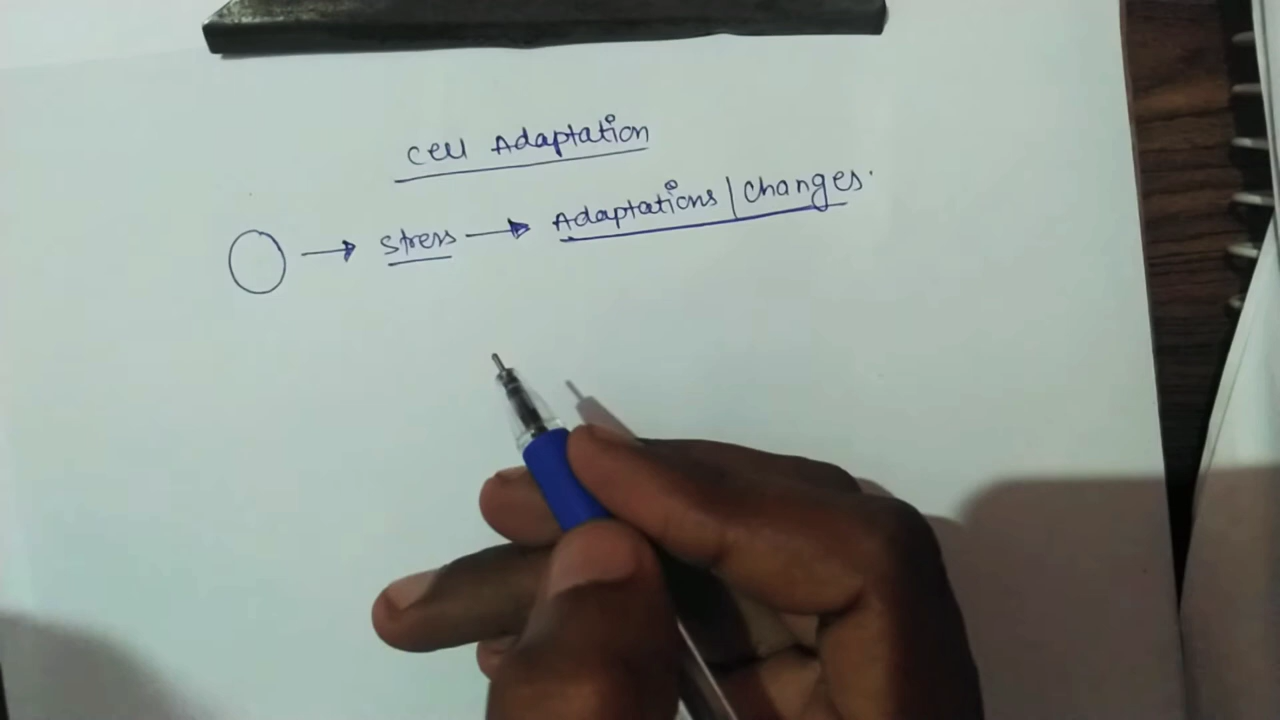 Cell Adaptation
→ Stress → Adaptations | Changes.